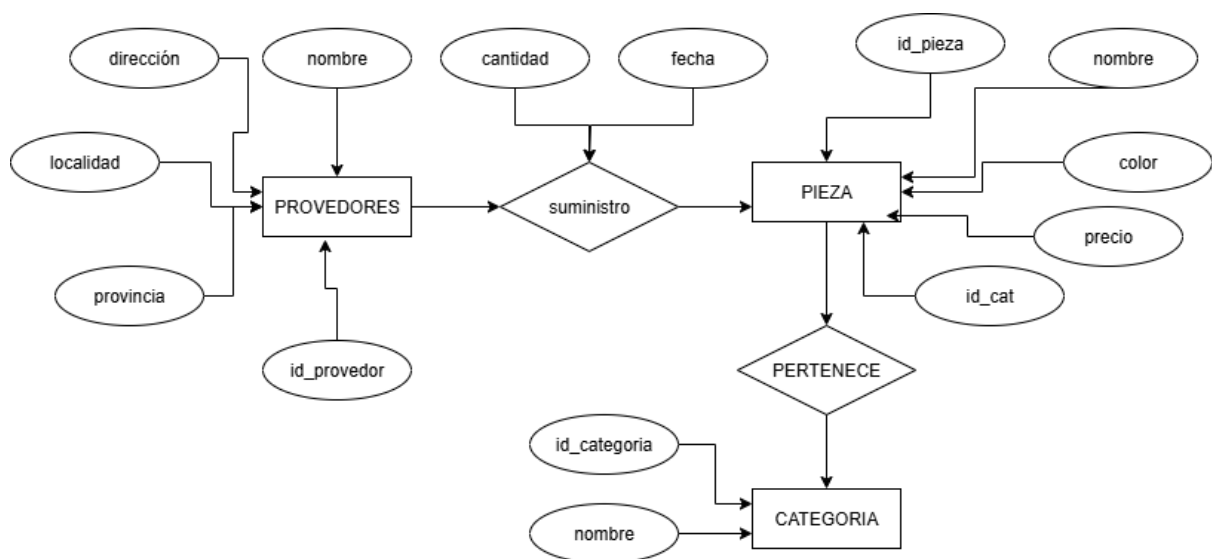 dirección
nombre
cantidad
fecha
id_pieza
nombre
localidad
color
PROVEDORES
suministro
PIEZA
precio
provincia
id_cat
id_provedor
PERTENECE
id_categoria
CATEGORIA
nombre